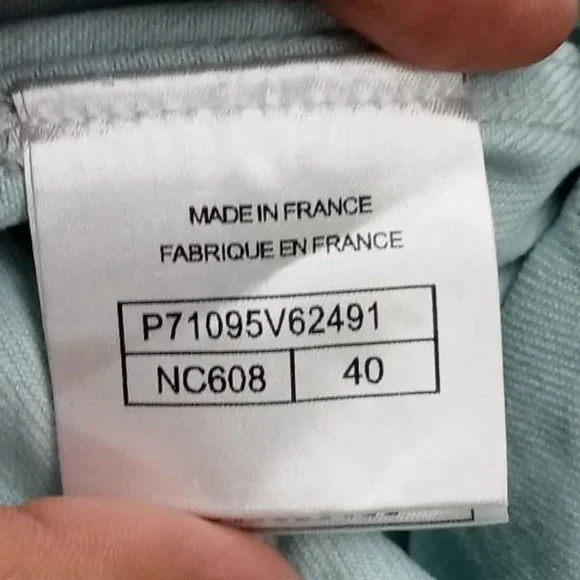 MADE IN FRANCE
FABRIQUE EN FRANCE
P71095V62491
NC608 40